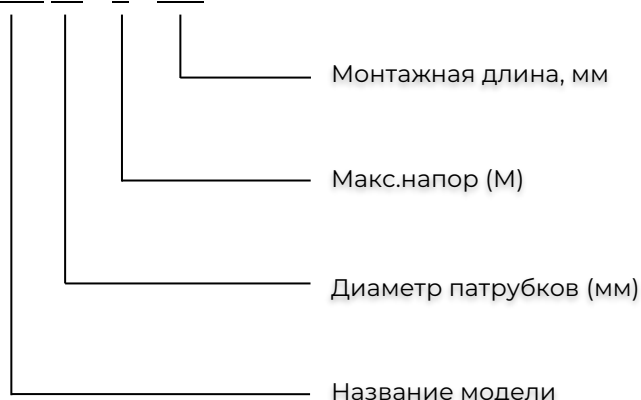 Монтажная длина, мм
Макс.напор (М)
Диаметр патрубков (мм)
Название модели